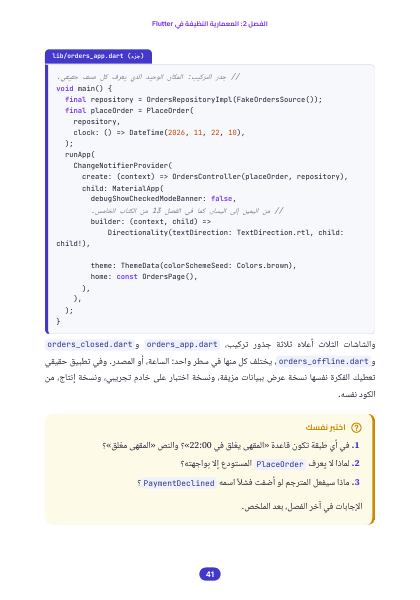 الفصل 2: المعمارية النظيفة في Flutter
lib/orders_app.dart (جزء)
// جذر التركيب: المكان الوحيد الذي يعرف كل صنف حقيقي.
void main() {
  final repository = OrdersRepositoryImpl(FakeOrdersSource());
  final placeOrder = PlaceOrder(
    repository,
    clock: () => DateTime(2026, 11, 22, 10),
  );
  runApp(
    ChangeNotifierProvider(
      create: (context) => OrdersController(placeOrder, repository),
      child: MaterialApp(
        debugShowCheckedModeBanner: false,
        // من اليمين إلى اليسار، كما في الفصل 13 من الكتاب الخامس.
        builder: (context, child) =>
            Directionality(textDirection: TextDirection.rtl, child:
child!),
        theme: ThemeData(colorSchemeSeed: Colors.brown),
        home: const OrdersPage(),
      ),
    ),
  );
}
والشاشات الثلاث أعلاه ثلاثة جذور تركيب، orders_app.dart و orders_closed.dart
و orders_offline.dart، يختلف كل منها في سطر واحد: الساعة، أو المصدر. وفي تطبيق حقيقي
تعطيك الفكرة نفسها نسخة عرض ببيانات مزيفة، ونسخة اختبار على خادم تجريبي، ونسخة إنتاج، من
الكود نفسه.
اختبر نفسك
1. في أي طبقة تكون قاعدة «المقهى يغلق في 22:00»؟ والنص «المقهى مغلق»؟
2. لماذا لا يعرف PlaceOrder المستودع إلا بواجهته؟
3. ماذا سيفعل المترجم لو أضفت فشلاً اسمه PaymentDeclined ؟
الإجابات في آخر الفصل، بعد الملخص.
41